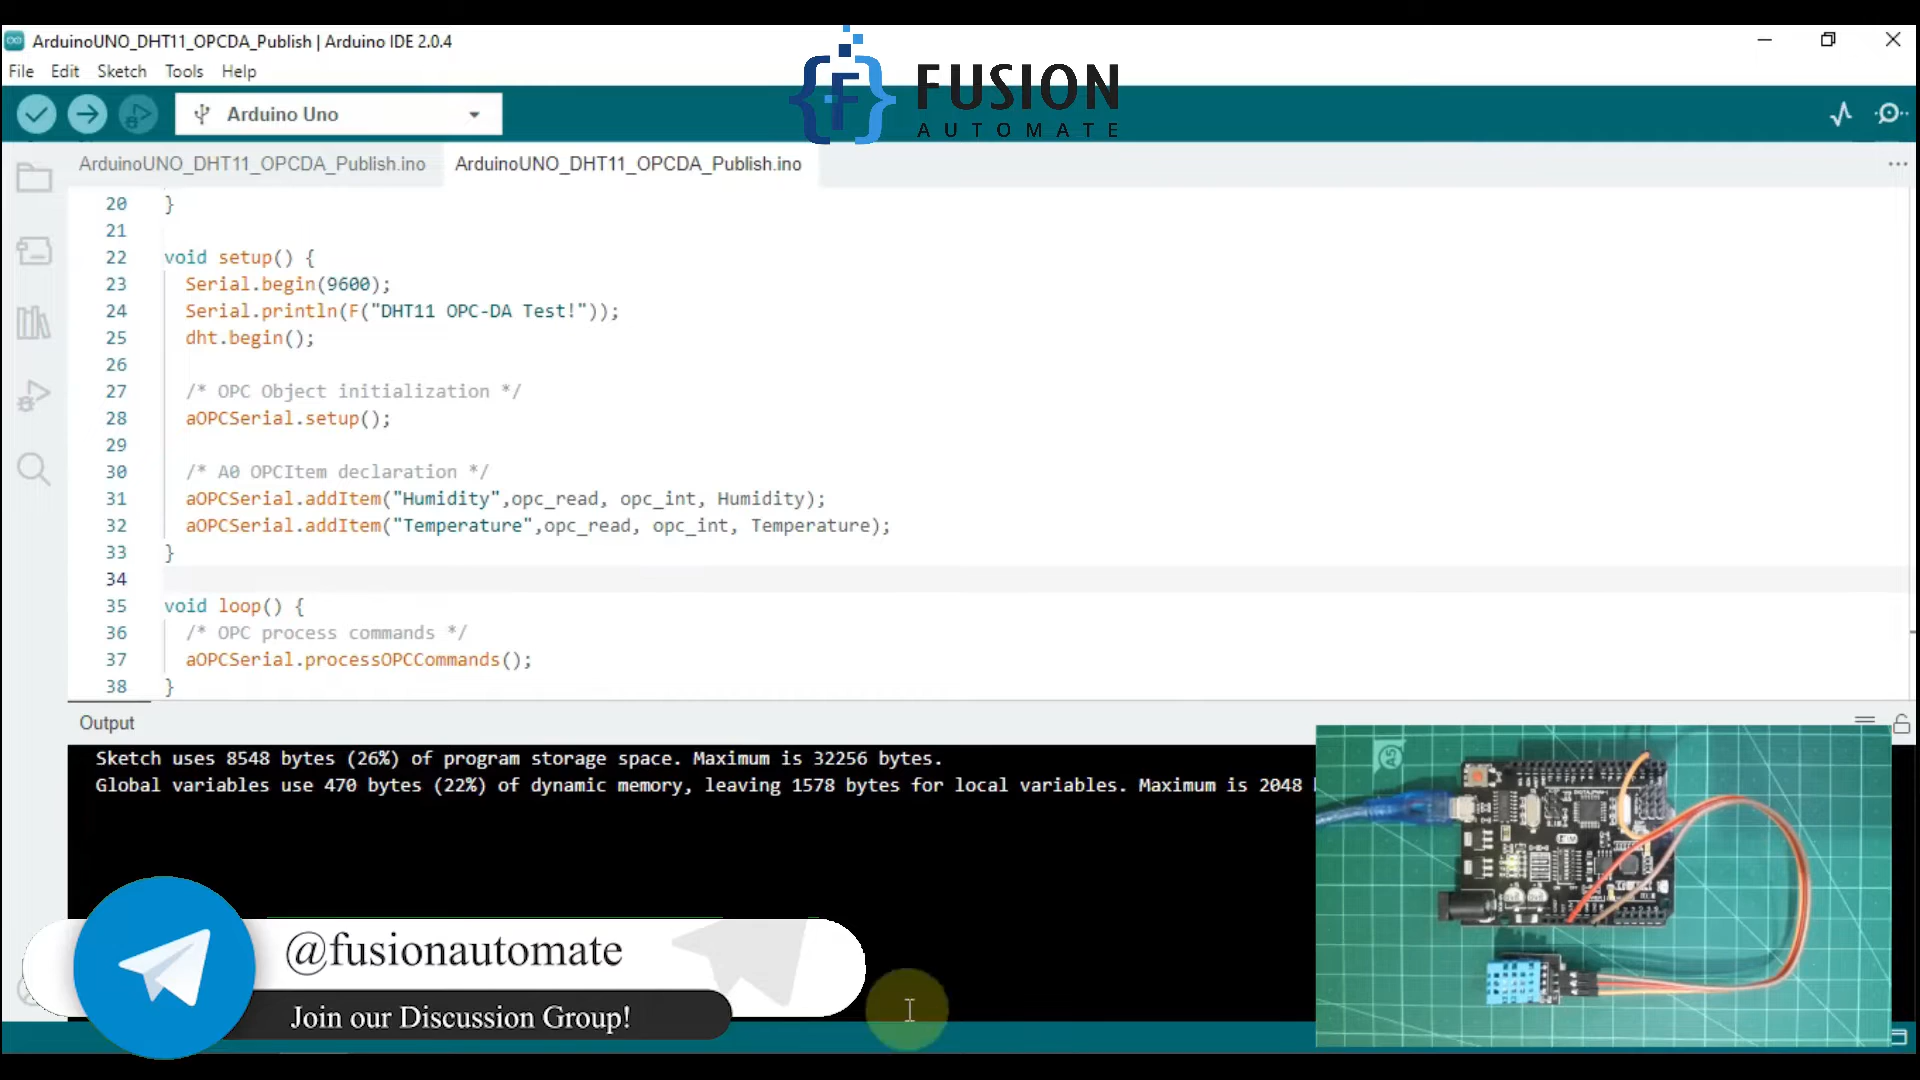 ArduinoUNO_DHT11_OPCDA_Publish | Arduino IDE 2.0.4
File Edit Sketch Tools Help
FUSION
AUTOMATE
Arduino Uno
ArduinoUNO_DHT11_OPCDA_Publish.ino ArduinoUNO_DHT11_OPCDA_Publish.ino
20 }
21
22 void setup() {
23 Serial.begin(9600);
24 Serial.println(F("DHT11 OPC-DA Test!"));
25 dht.begin();
26
27 /* OPC Object initialization */
28 aOPCSerial.setup();
29
30 /* A0 OPCItem declaration */
31 aOPCSerial.addItem("Humidity",opc_read, opc_int, Humidity);
32 aOPCSerial.addItem("Temperature",opc_read, opc_int, Temperature);
33 }
34
35 void loop() {
36 /* OPC process commands */
37 aOPCSerial.processOPCCommands();
38 }
Output
Sketch uses 8548 bytes (26%) of program storage space. Maximum is 32256 bytes.
Global variables use 470 bytes (22%) of dynamic memory, leaving 1578 bytes for local variables. Maximum is 2048
A5
@fusionautomate
Join our Discussion Group!